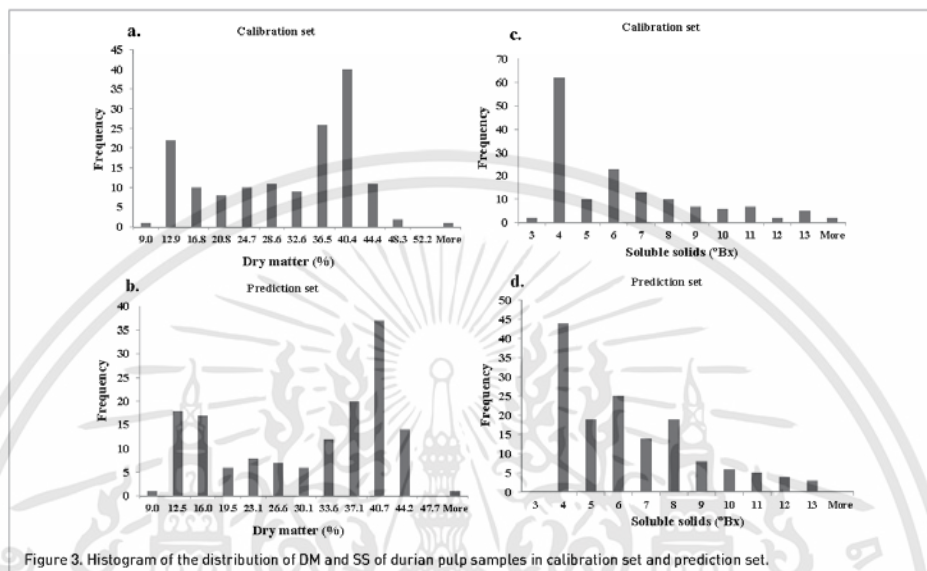 a.
Calibration set
Frequency
45
40
35
30
25
20
15
10
5
0
9.0 12.9 16.8 20.8 24.7 28.6 32.6 36.5 40.4 44.4 48.3 52.2 More
Dry matter (%)
b.
Prediction set
Frequency
40
35
30
25
20
15
10
5
0
9.0 12.5 16.0 19.5 23.1 26.6 30.1 33.6 37.1 40.7 44.2 47.7 More
Dry matter (%)
c.
Calibration set
Frequency
70
60
50
40
30
20
10
0
3 4 5 6 7 8 9 10 11 12 13 More
Soluble solids (ºBx)
d.
Prediction set
Frequency
50
45
40
35
30
25
20
15
10
5
0
3 4 5 6 7 8 9 10 11 12 13 More
Soluble solids (ºBx)
Figure 3. Histogram of the distribution of DM and SS of durian pulp samples in calibration set and prediction set.